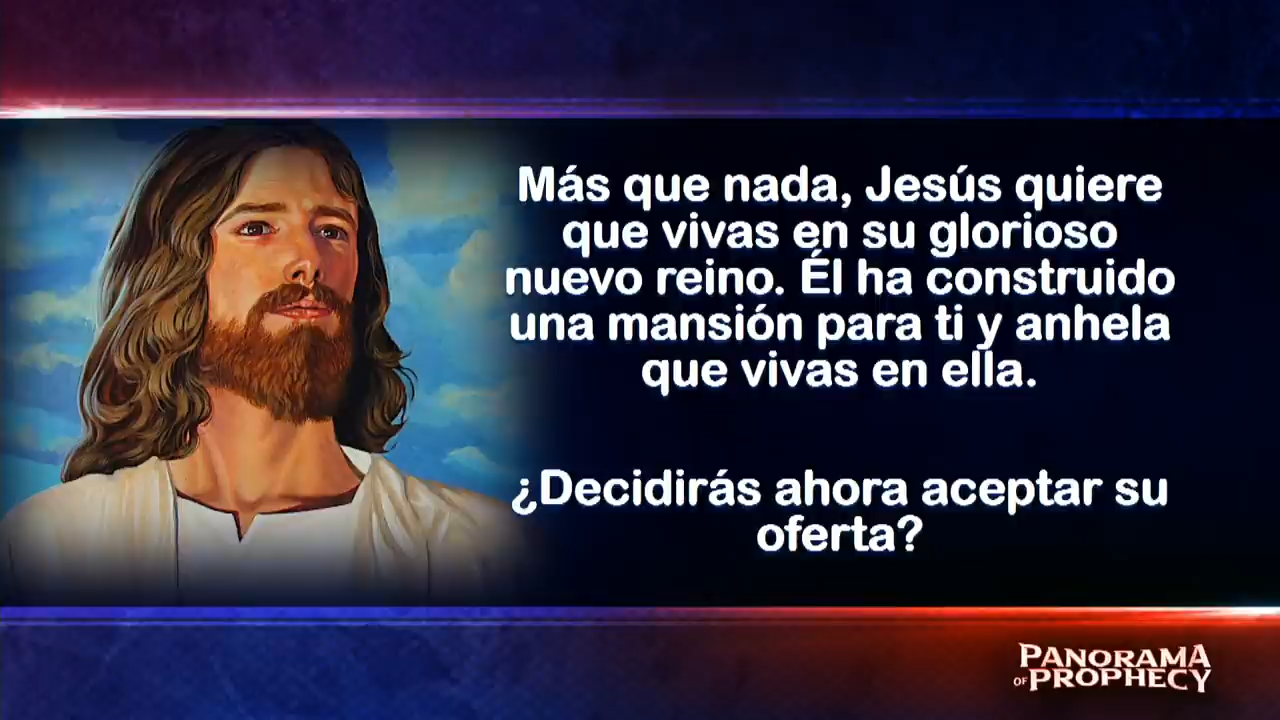 Más que nada, Jesús quiere
que vivas en su glorioso
nuevo reino. Él ha construido
una mansión para ti y anhela
que vivas en ella.
¿Decidirás ahora aceptar su
oferta?
PANORAMA
OF PROPHECY